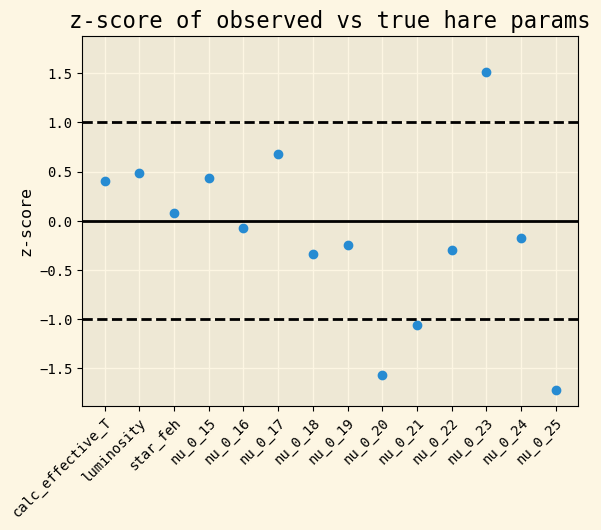 z-score of observed vs true hare params
z-score
1.5
1.0
0.5
0.0
−0.5
−1.0
−1.5
calc_effective_T
luminosity
star_feh
nu_0_15
nu_0_16
nu_0_17
nu_0_18
nu_0_19
nu_0_20
nu_0_21
nu_0_22
nu_0_23
nu_0_24
nu_0_25